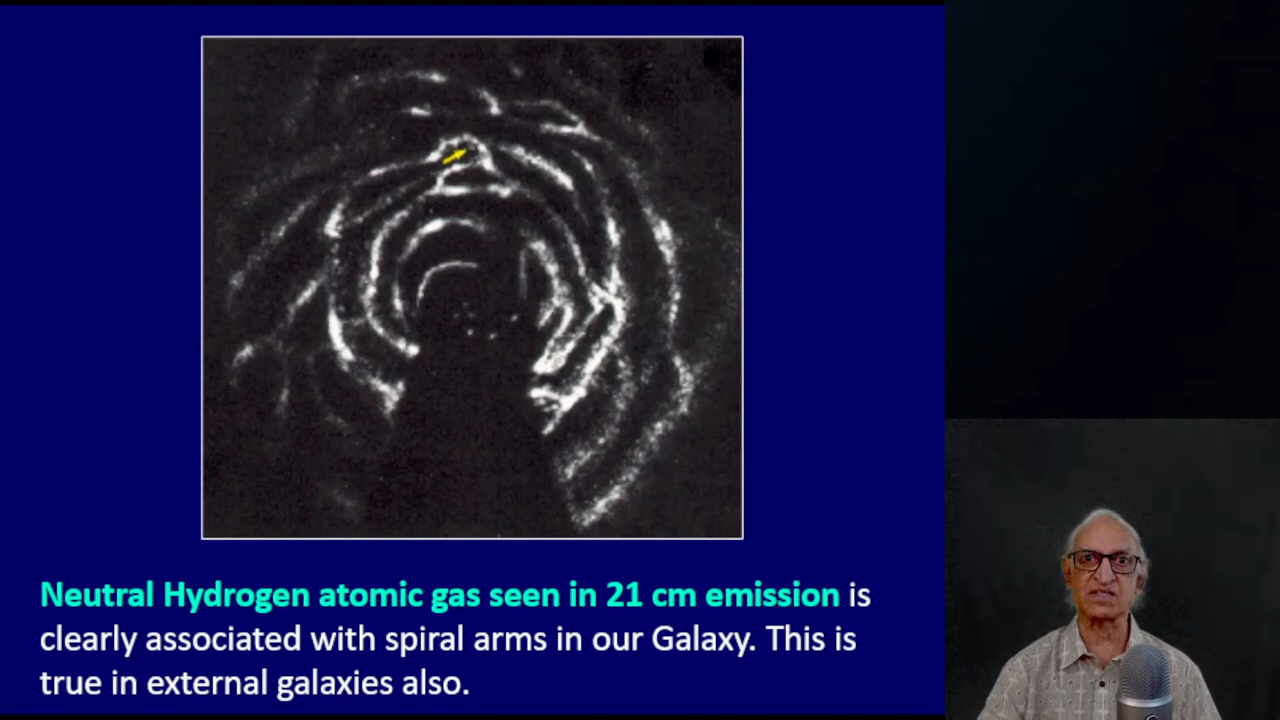 Neutral Hydrogen atomic gas seen in 21 cm emission is
clearly associated with spiral arms in our Galaxy. This is
true in external galaxies also.